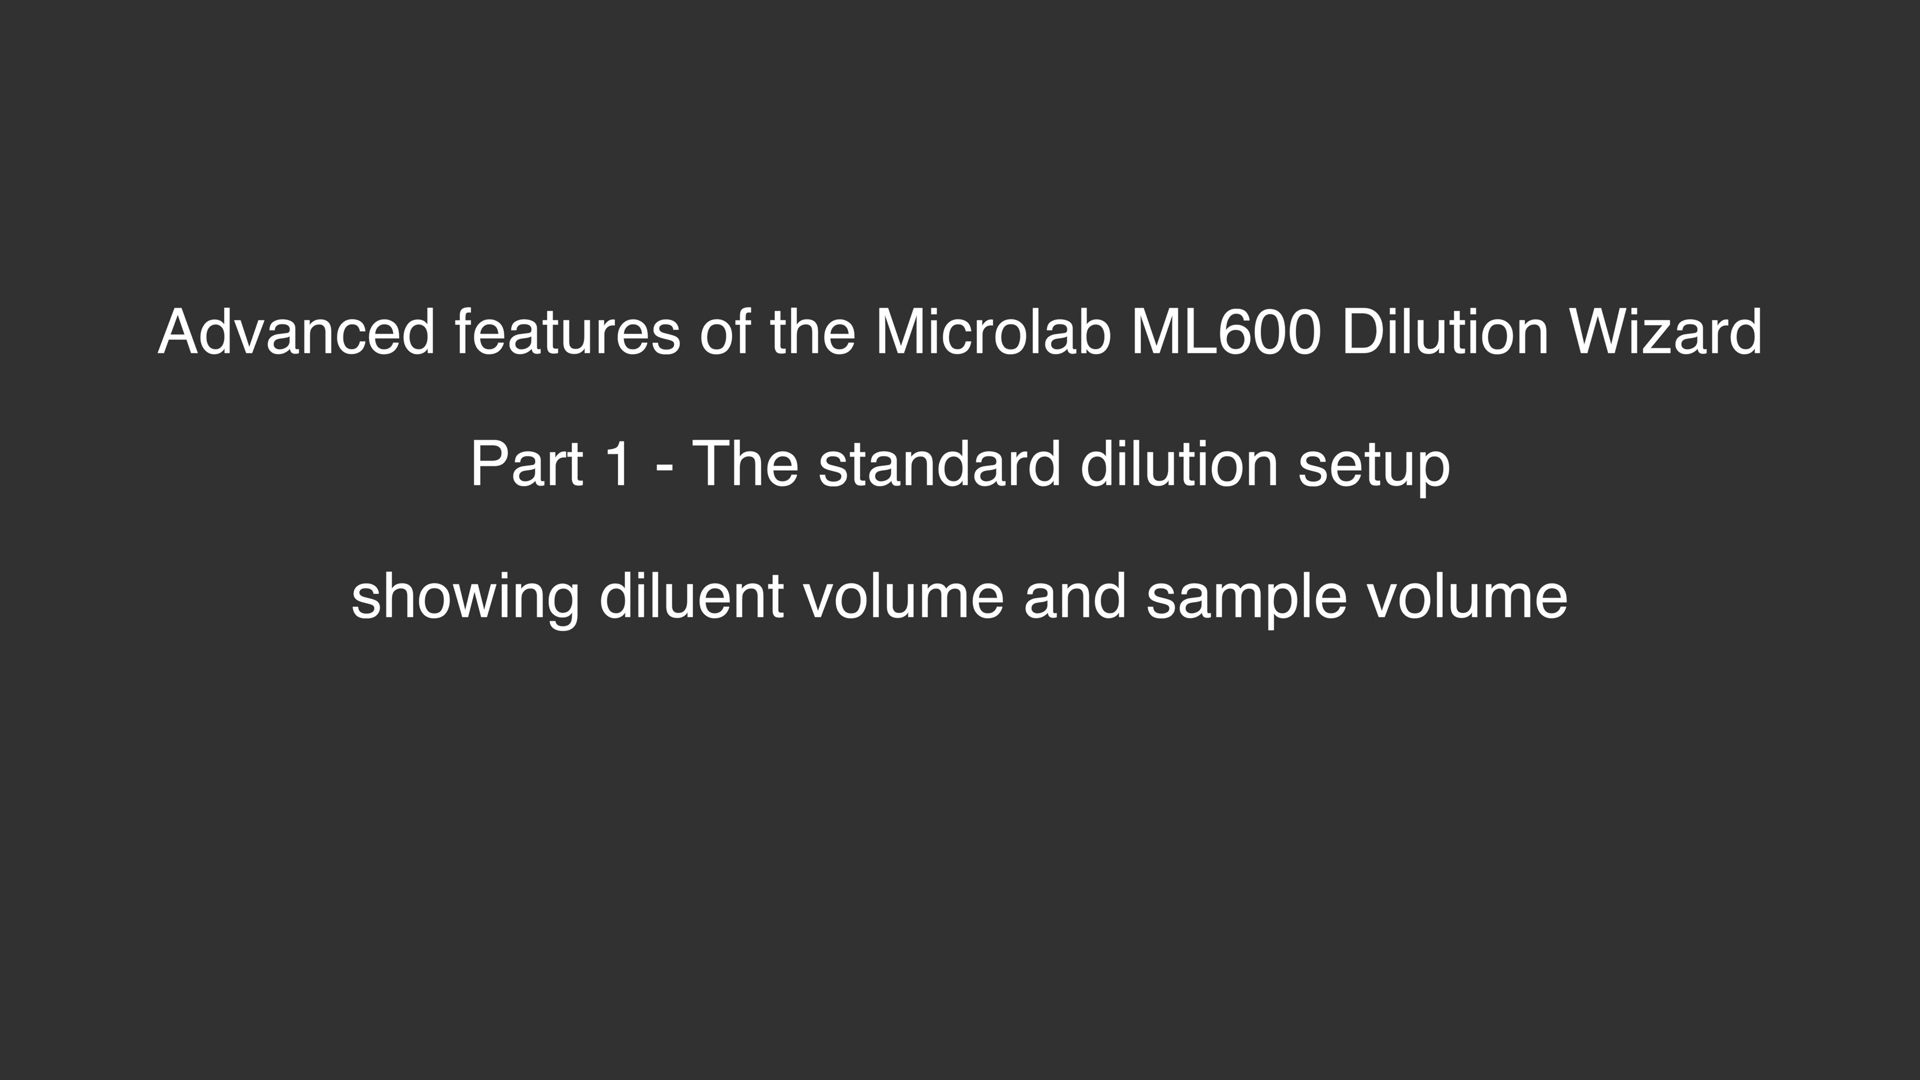 Advanced features of the Microlab ML600 Dilution Wizard
Part 1 - The standard dilution setup
showing diluent volume and sample volume